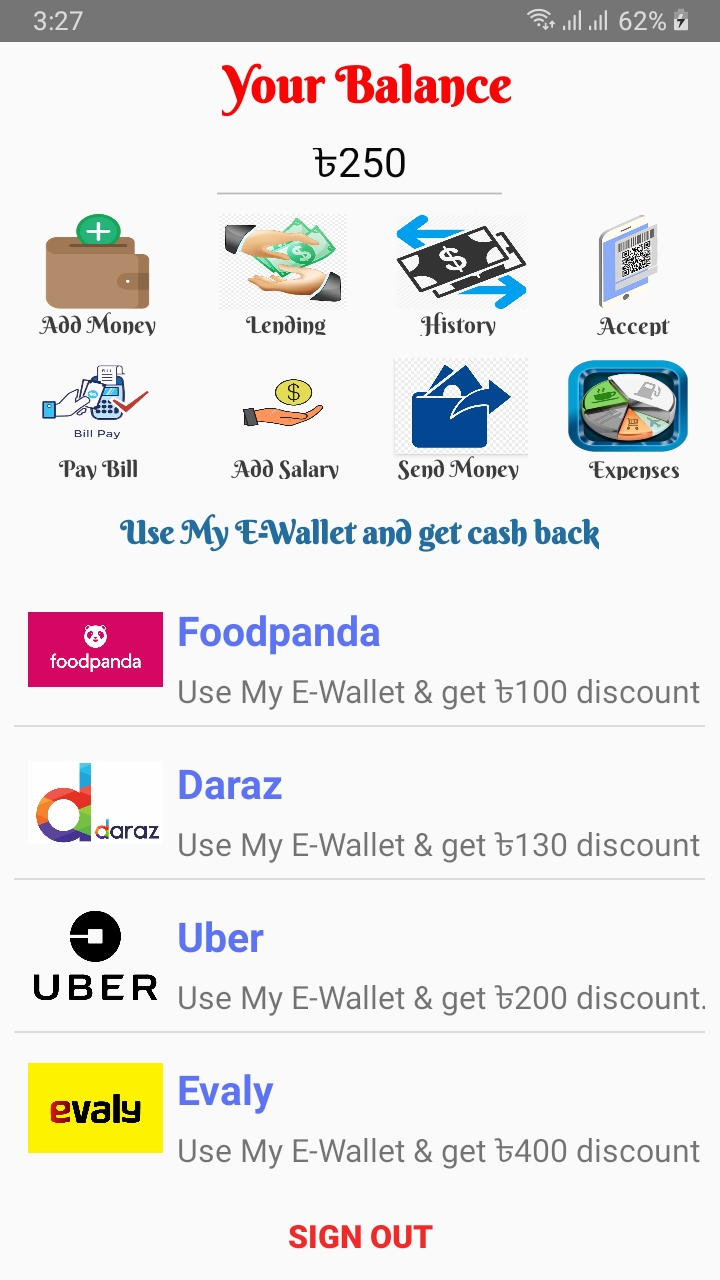 3:27
62%
Your Balance
৳250
Add Money
Lending
History
Accept
Bill Pay
Pay Bill
Add Salary
Send Money
Expenses
Use My E-Wallet and get cash back
foodpanda
Foodpanda
Use My E-Wallet & get ৳100 discount
daraz
Daraz
Use My E-Wallet & get ৳130 discount
UBER
Uber
Use My E-Wallet & get ৳200 discount.
evaly
Evaly
Use My E-Wallet & get ৳400 discount
SIGN OUT